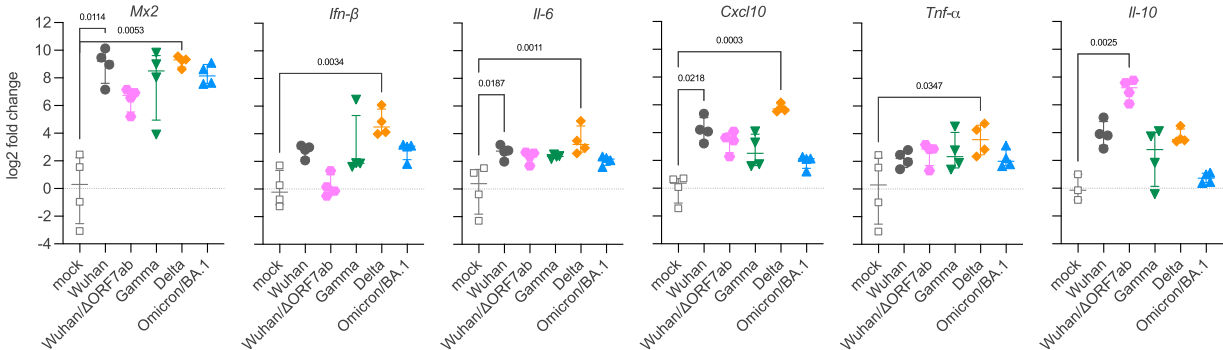 Mx2 Ifn-β Il-6 Cxcl10 Tnf-α Il-10
log2 fold change
12
10
8
6
4
2
0
-2
-4
0.0114
0.0053
0.0034
0.0011
0.0187
0.0003
0.0218
0.0347
0.0025
mock
Wuhan
Wuhan/ΔORF7ab
Gamma
Delta
Omicron/BA.1
mock
Wuhan
Wuhan/ΔORF7ab
Gamma
Delta
Omicron/BA.1
mock
Wuhan
Wuhan/ΔORF7ab
Gamma
Delta
Omicron/BA.1
mock
Wuhan
Wuhan/ΔORF7ab
Gamma
Delta
Omicron/BA.1
mock
Wuhan
Wuhan/ΔORF7ab
Gamma
Delta
Omicron/BA.1
mock
Wuhan
Wuhan/ΔORF7ab
Gamma
Delta
Omicron/BA.1